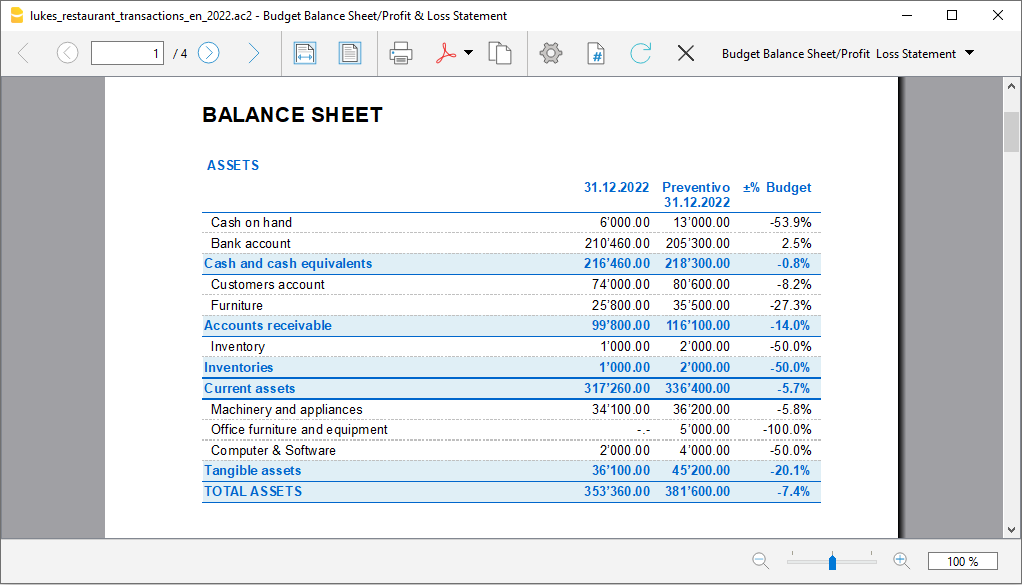 lukes_restaurant_transactions_en_2022.ac2 - Budget Balance Sheet/Profit & Loss Statement
1 / 4 Budget Balance Sheet/Profit Loss Statement
BALANCE SHEET
ASSETS
31.12.2022 Preventivo ±% Budget
31.12.2022
Cash on hand 6'000.00 13'000.00 -53.9%
Bank account 210'460.00 205'300.00 2.5%
Cash and cash equivalents 216'460.00 218'300.00 -0.8%
Customers account 74'000.00 80'600.00 -8.2%
Furniture 25'800.00 35'500.00 -27.3%
Accounts receivable 99'800.00 116'100.00 -14.0%
Inventory 1'000.00 2'000.00 -50.0%
Inventories 1'000.00 2'000.00 -50.0%
Current assets 317'260.00 336'400.00 -5.7%
Machinery and appliances 34'100.00 36'200.00 -5.8%
Office furniture and equipment -.- 5'000.00 -100.0%
Computer & Software 2'000.00 4'000.00 -50.0%
Tangible assets 36'100.00 45'200.00 -20.1%
TOTAL ASSETS 353'360.00 381'600.00 -7.4%
100 %